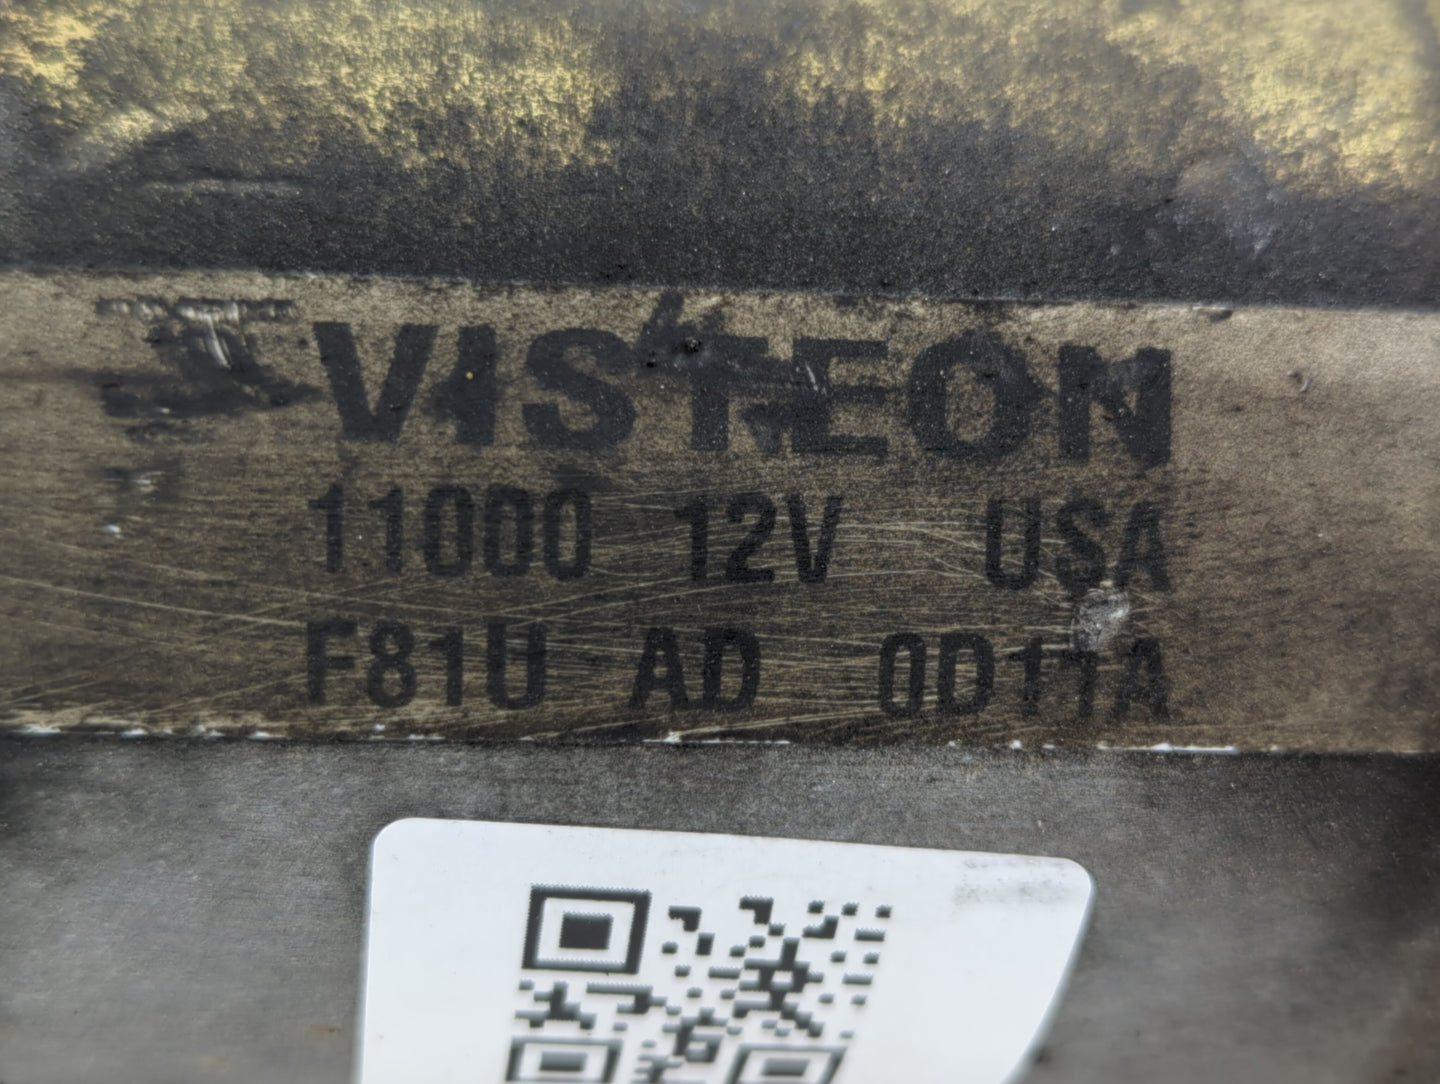 VISTEON
11000 12V USA
F81U AD 0D11A